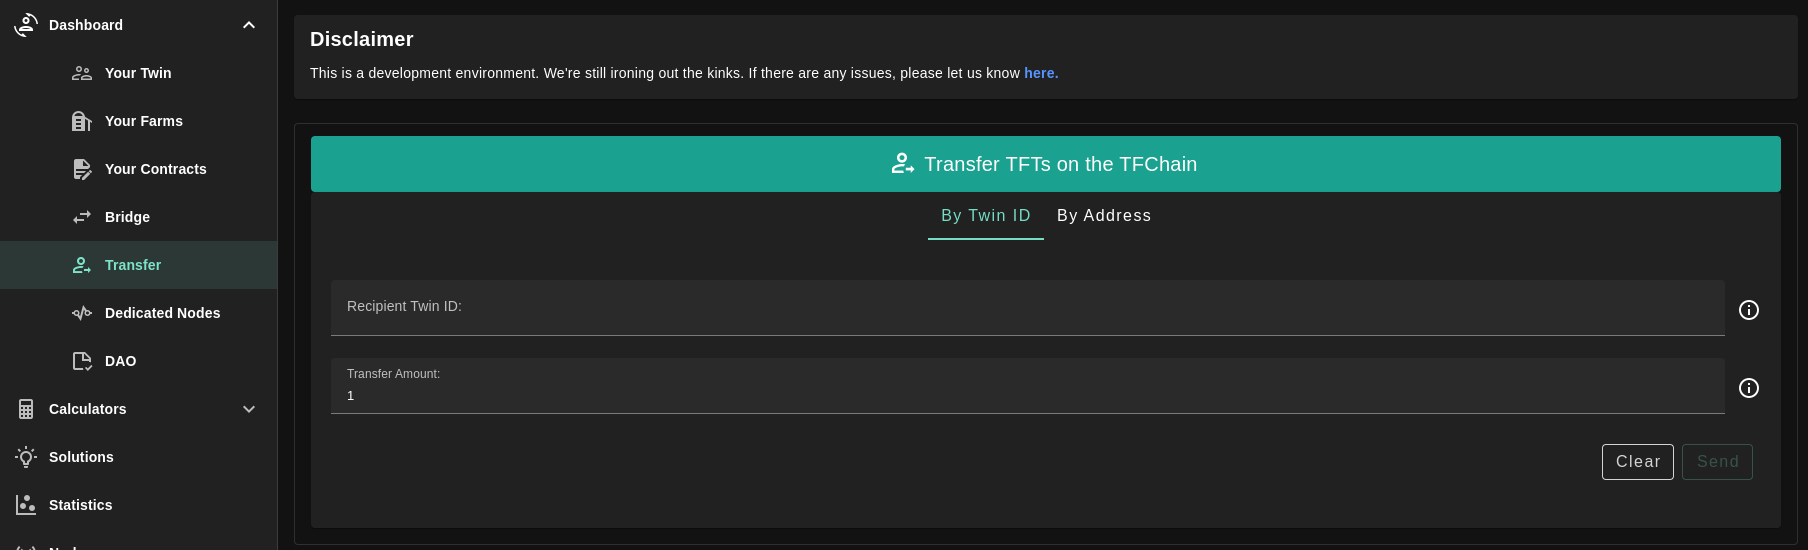 Dashboard
Your Twin
Your Farms
Your Contracts
Bridge
Transfer
Dedicated Nodes
DAO
Calculators
Solutions
Statistics
Disclaimer
This is a development environment. We're still ironing out the kinks. If there are any issues, please let us know here.
Transfer TFTs on the TFChain
By Twin ID
By Address
Recipient Twin ID:
Transfer Amount:
1
Clear
Send